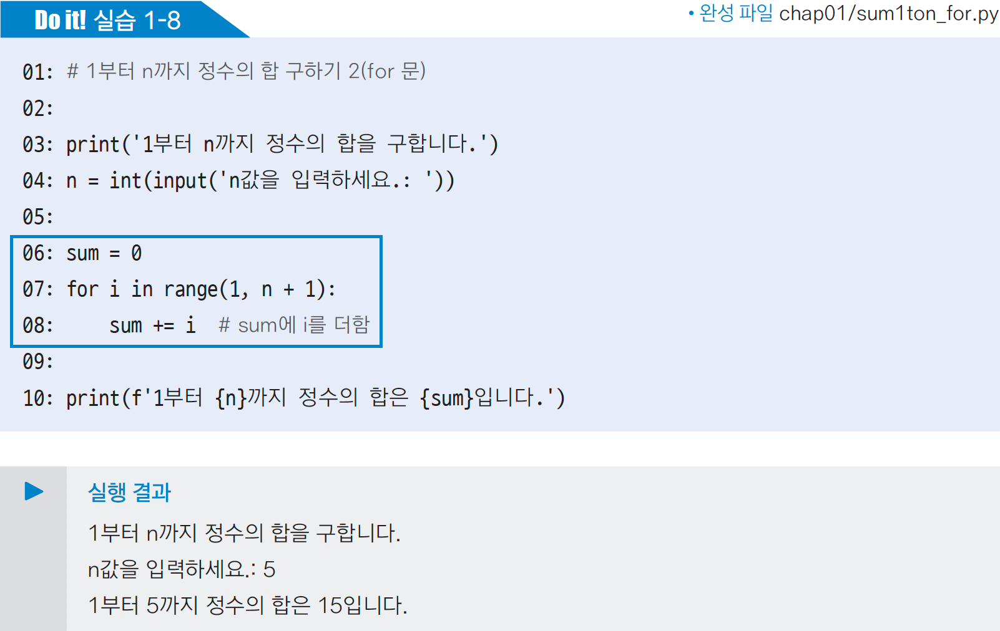 Do it! 실습 1-8
• 완성 파일 chap01/sum1ton_for.py
01: # 1부터 n까지 정수의 합 구하기 2(for 문)
02:
03: print('1부터 n까지 정수의 합을 구합니다.')
04: n = int(input('n값을 입력하세요.: '))
05:
06: sum = 0
07: for i in range(1, n + 1):
08:     sum += i  # sum에 i를 더함
09:
10: print(f'1부터 {n}까지 정수의 합은 {sum}입니다.')
실행 결과
1부터 n까지 정수의 합을 구합니다.
n값을 입력하세요.: 5
1부터 5까지 정수의 합은 15입니다.